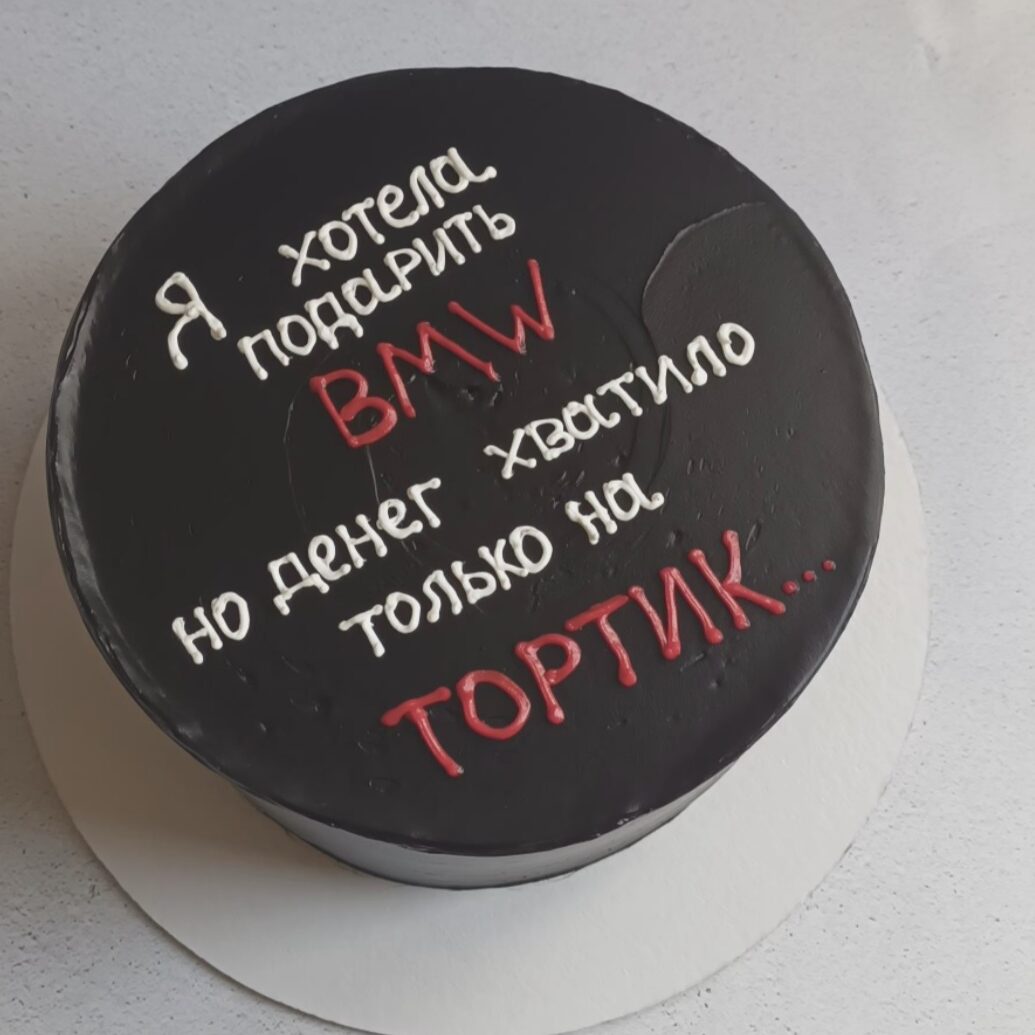 Я хотела
подарить
BMW
но денег хватило
только на
ТОРТИК...